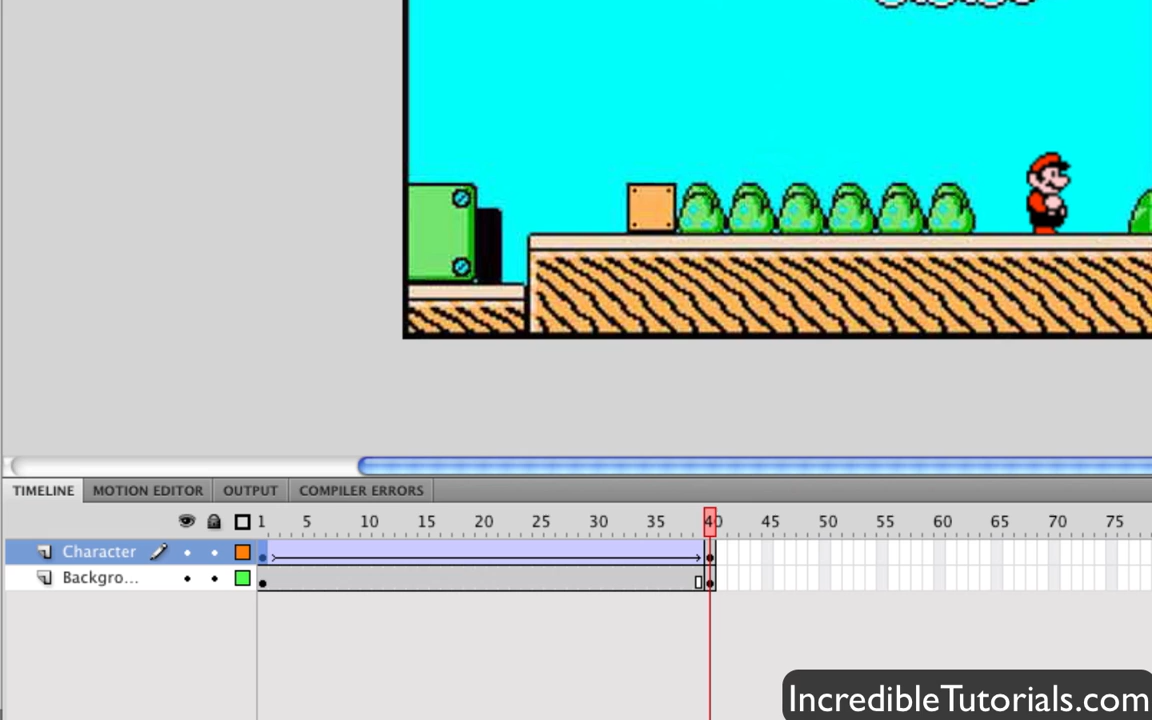 TIMELINE MOTION EDITOR OUTPUT COMPILER ERRORS
1 5 10 15 20 25 30 35 40 45 50 55 60 65 70 75
Character
Backgro...
IncredibleTutorials.com